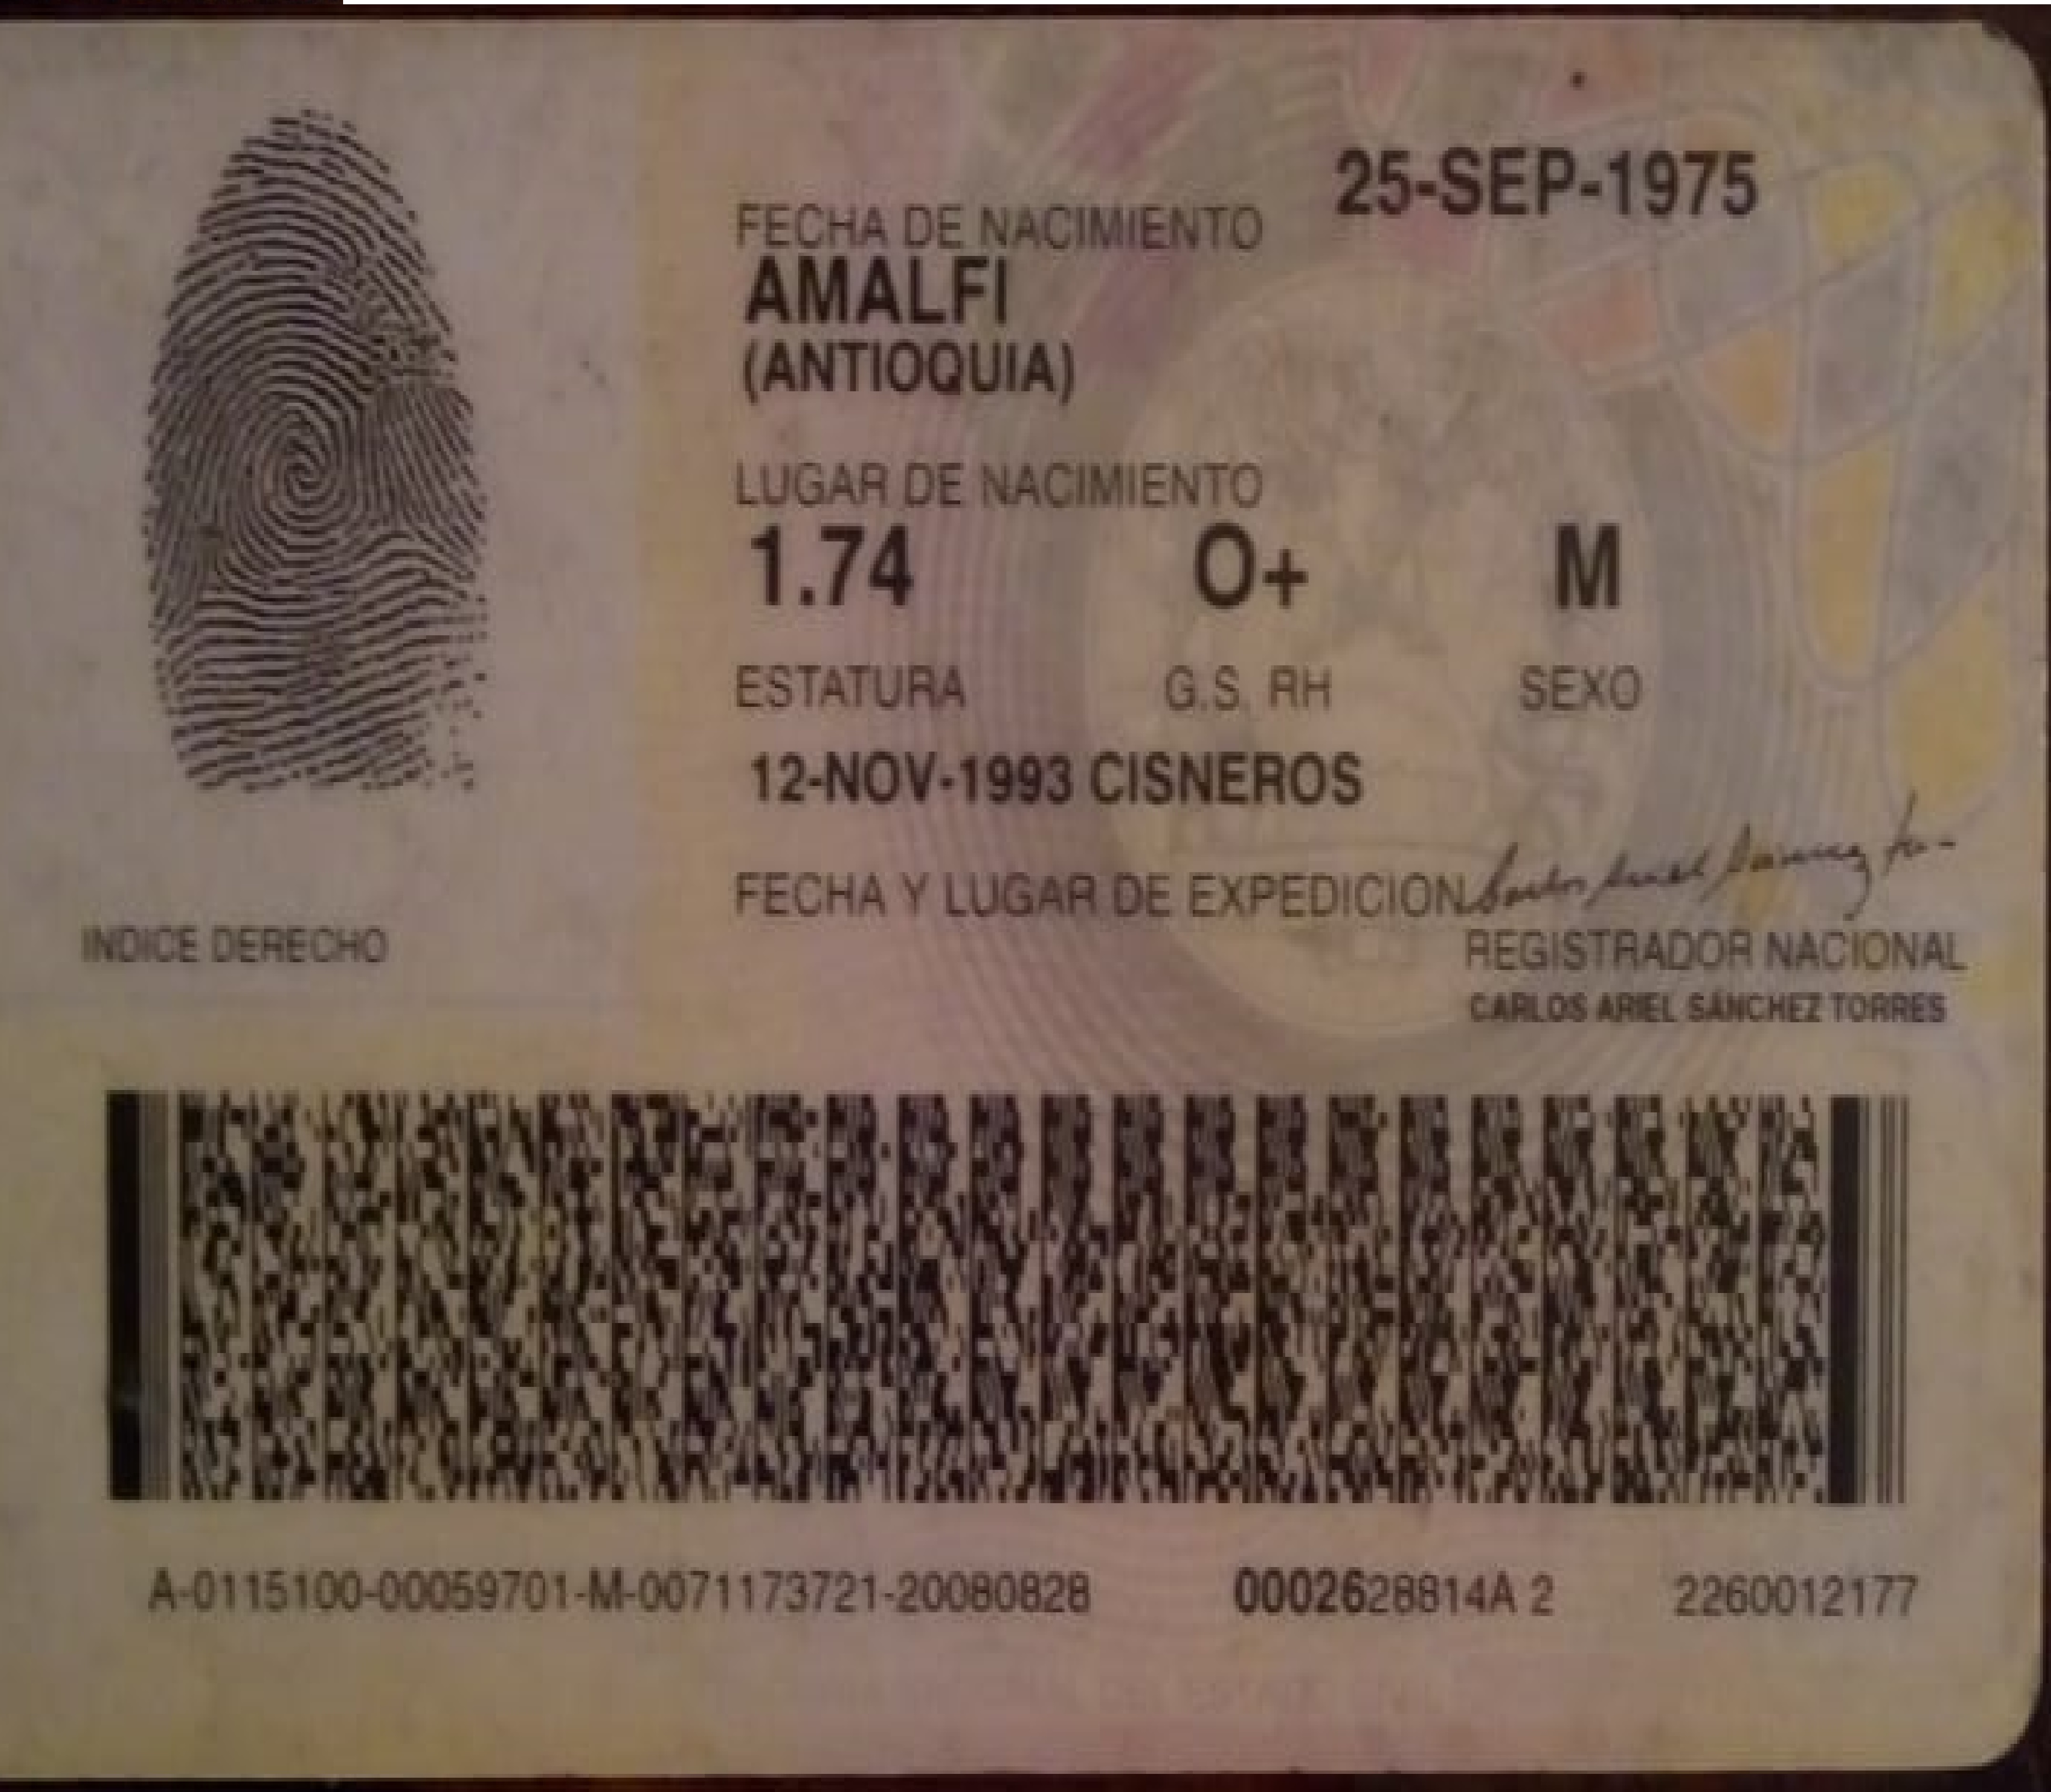 25-SEP-1975
FECHA DE NACIMIENTO
AMALFI
(ANTIOQUIA)
LUGAR DE NACIMIENTO
1.74 O+ M
ESTATURA G.S. RH SEXO
12-NOV-1993 CISNEROS
FECHA Y LUGAR DE EXPEDICION
INDICE DERECHO
REGISTRADOR NACIONAL
CARLOS ARIEL SÁNCHEZ TORRES
A-0115100-00059701-M-0071173721-20080828 0002628814A 2 2260012177